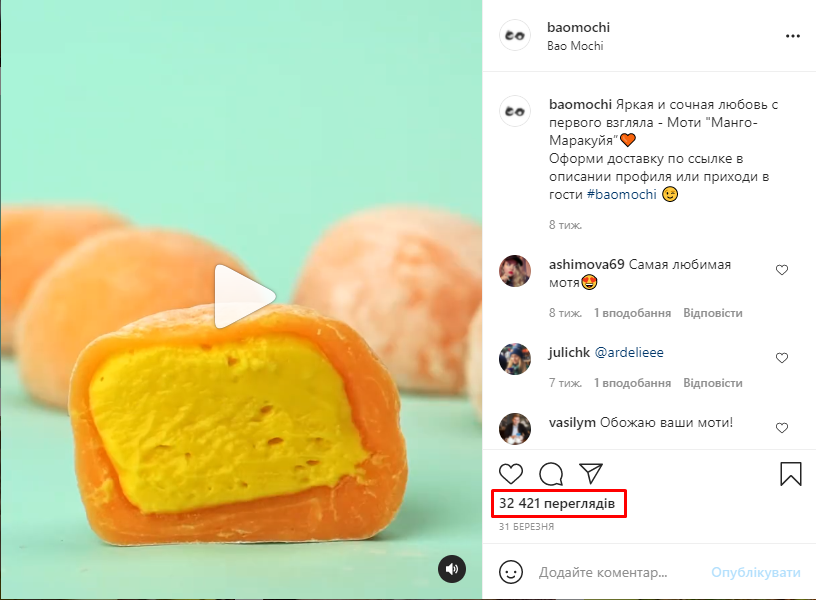 baomochi
Bao Mochi
baomochi Яркая и сочная любовь с
первого взгляла - Моти "Манго-
Маракуйя"🧡
Оформи доставку по ссылке в
описании профиля или приходи в
гости #baomochi 😉
8 тиж.
ashimova69 Самая любимая
мотя😍
8 тиж. 1 вподобання Відповісти
julichk @ardelieee
7 тиж. 1 вподобання Відповісти
vasilym Обожаю ваши моти!
32 421 переглядів
31 БЕРЕЗНЯ
Додайте коментар... Опублікувати